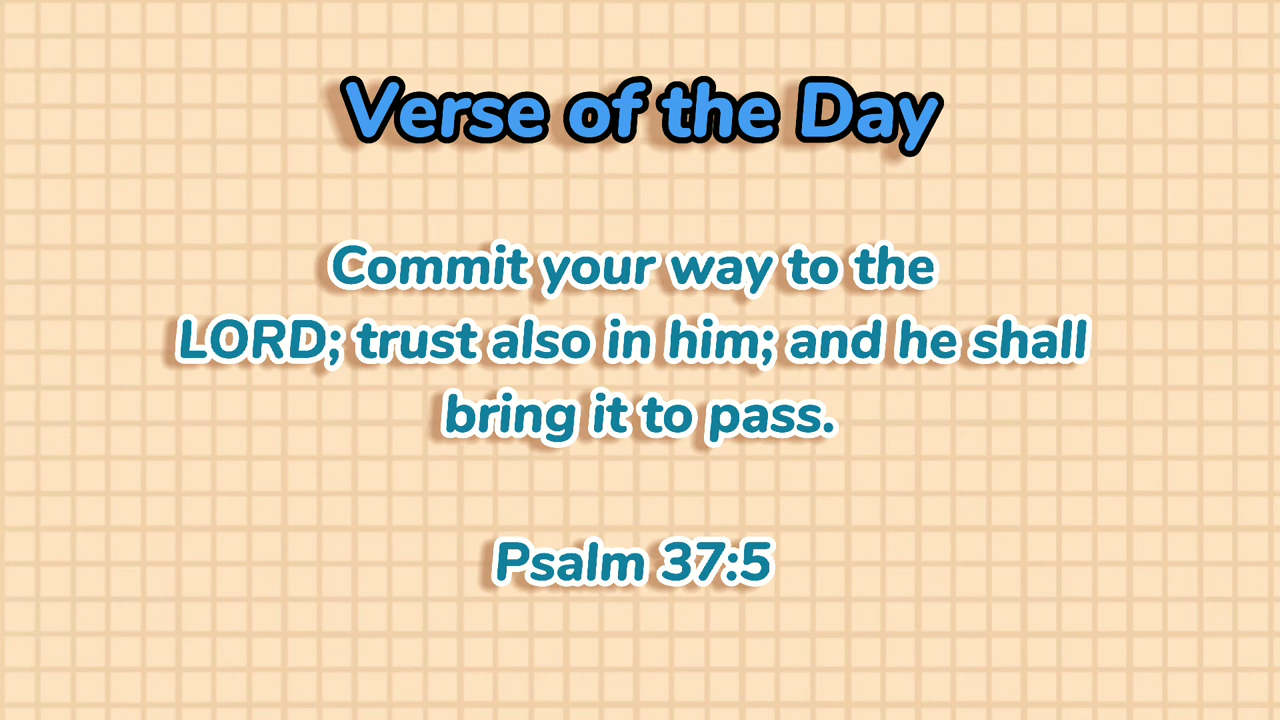 Verse of the Day
Commit your way to the
LORD; trust also in him; and he shall
bring it to pass.
Psalm 37:5